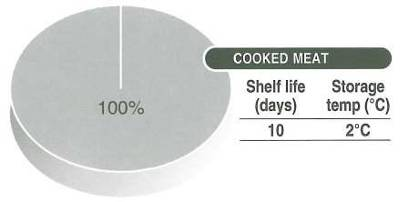 100%
COOKED MEAT
Shelf life Storage
(days) temp (°C)
10 2°C